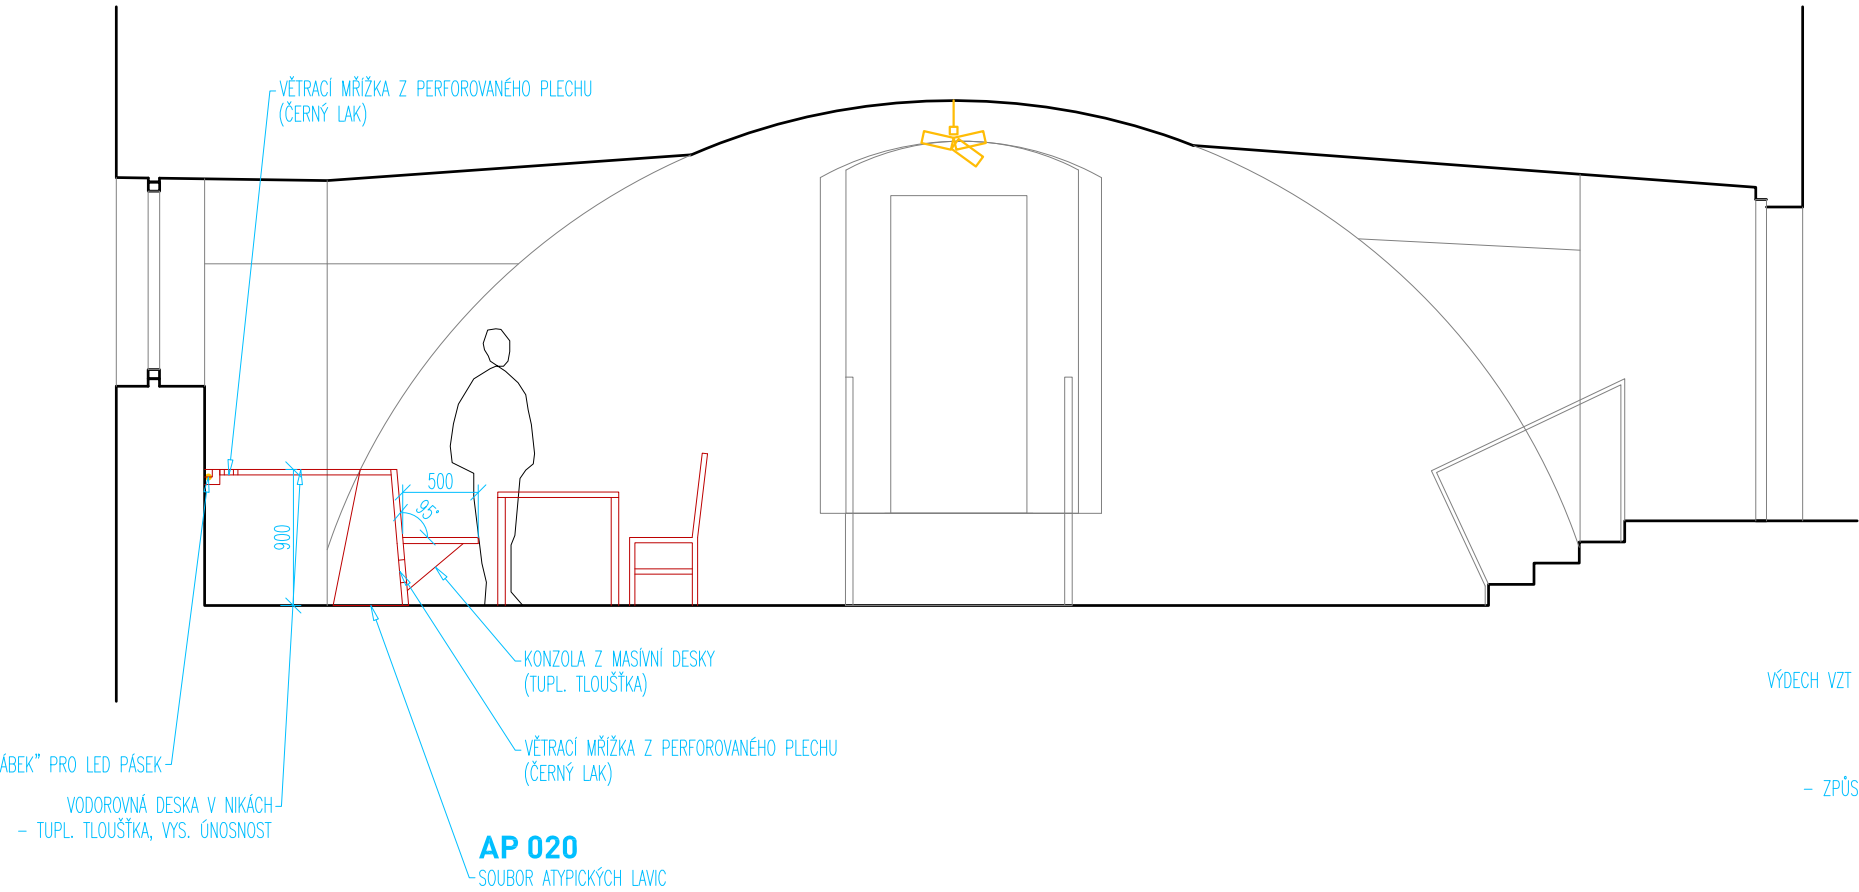 VĚTRACÍ MŘÍŽKA Z PERFOROVANÉHO PLECHU
(ČERNÝ LAK)
500
95°
900
KONZOLA Z MASÍVNÍ DESKY
(TUPL. TLOUŠŤKA)
VÝDECH VZT
VĚTRACÍ MŘÍŽKA Z PERFOROVANÉHO PLECHU
(ČERNÝ LAK)
ÁBEK” PRO LED PÁSEK
– ZPŮS
VODOROVNÁ DESKA V NIKÁCH
– TUPL. TLOUŠŤKA, VYS. ÚNOSNOST
AP 020
SOUBOR ATYPICKÝCH LAVIC